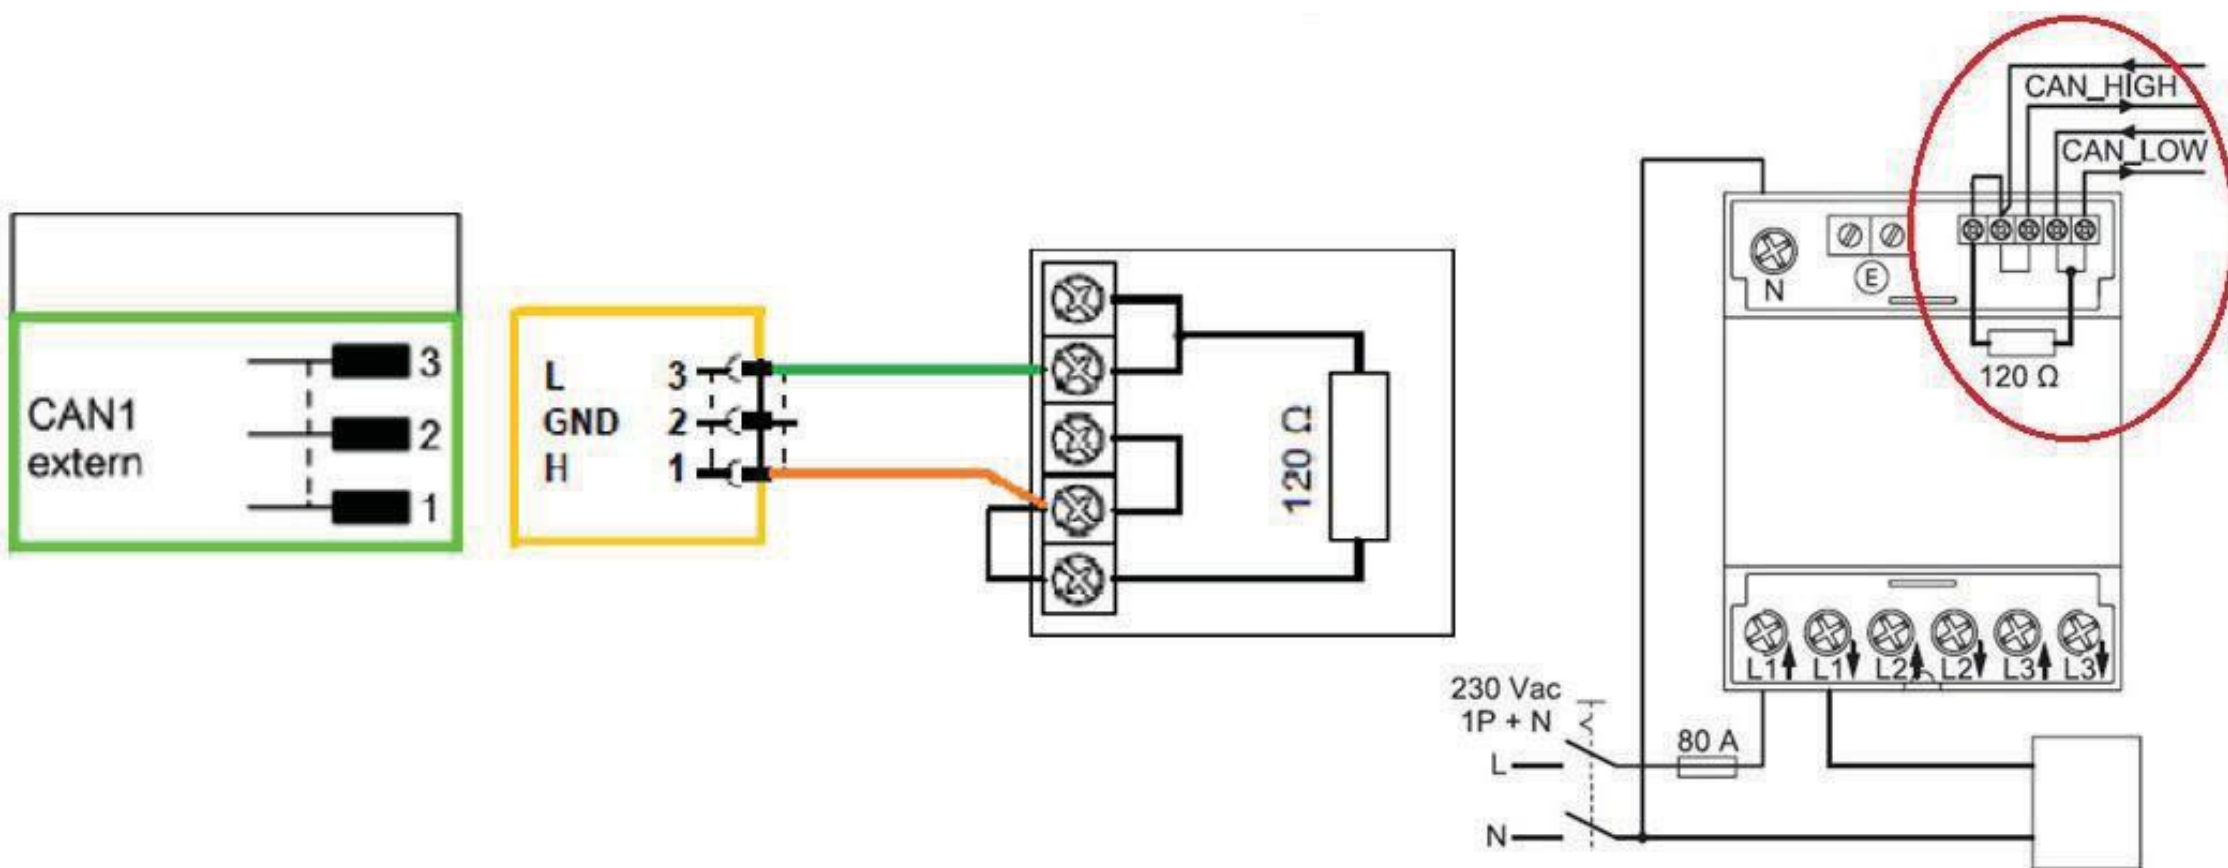 CAN1
extern
3
2
1
L 3
GND 2
H 1
120 Ω
CAN_HIGH
CAN_LOW
N
E
120 Ω
L1 L1 L2 L2 L3 L3
230 Vac
1P + N
80 A
L
N